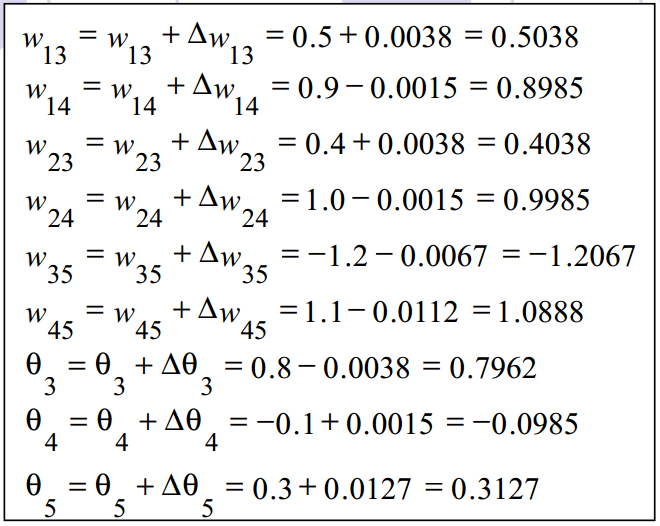 w₁₃ = w₁₃ + Δw₁₃ = 0.5 + 0.0038 = 0.5038
w₁₄ = w₁₄ + Δw₁₄ = 0.9 − 0.0015 = 0.8985
w₂₃ = w₂₃ + Δw₂₃ = 0.4 + 0.0038 = 0.4038
w₂₄ = w₂₄ + Δw₂₄ = 1.0 − 0.0015 = 0.9985
w₃₅ = w₃₅ + Δw₃₅ = −1.2 − 0.0067 = −1.2067
w₄₅ = w₄₅ + Δw₄₅ = 1.1 − 0.0112 = 1.0888
θ₃ = θ₃ + Δθ₃ = 0.8 − 0.0038 = 0.7962
θ₄ = θ₄ + Δθ₄ = −0.1 + 0.0015 = −0.0985
θ₅ = θ₅ + Δθ₅ = 0.3 + 0.0127 = 0.3127